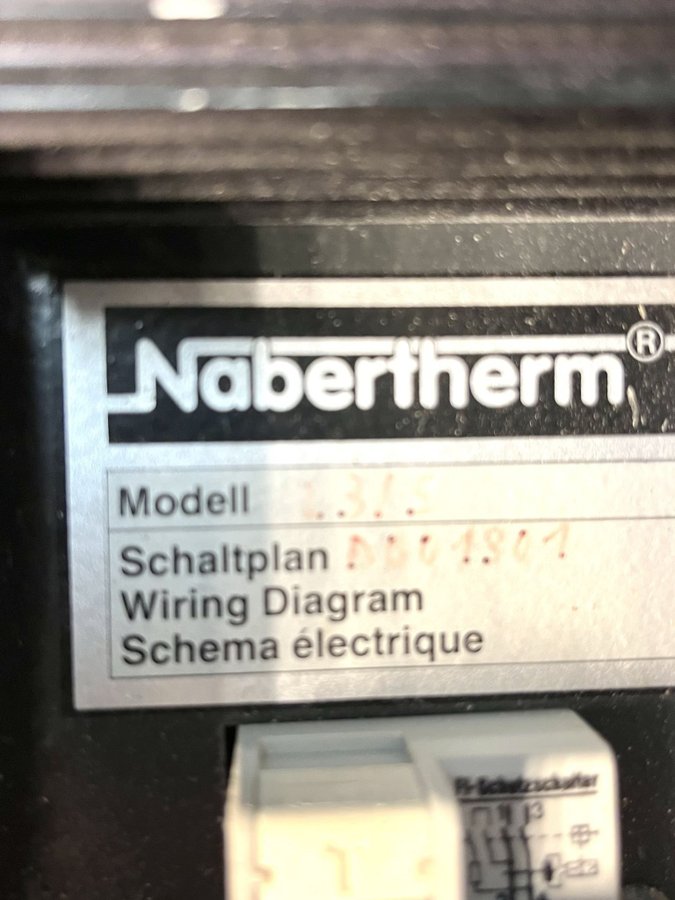 Nabertherm®
Modell
Schaltplan
Wiring Diagram
Schema électrique
FI-Schutzschalter